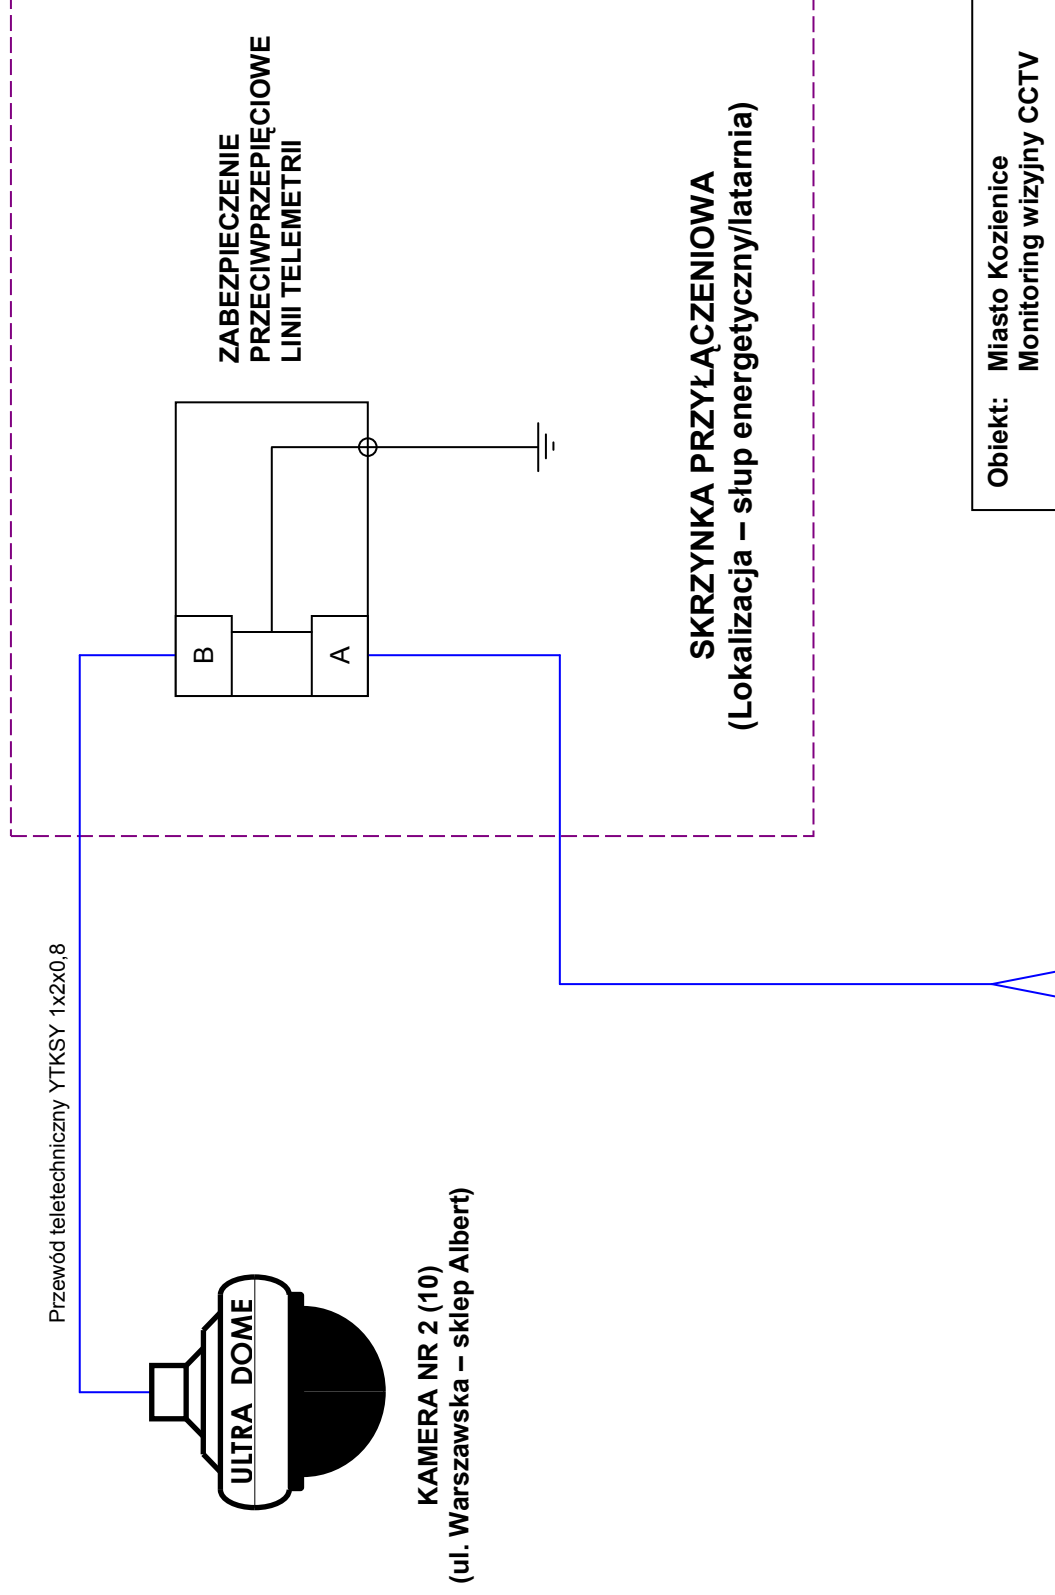 Przewód teletechniczny YTKSY 1x2x0,8
ULTRA DOME
KAMERA NR 2 (10)
(ul. Warszawska – sklep Albert)
B
A
ZABEZPIECZENIE
PRZECIWPRZEPIĘCIOWE
LINII TELEMETRII
SKRZYNKA PRZYŁĄCZENIOWA
(Lokalizacja – słup energetyczny/latarnia)
Obiekt: Miasto Kozienice
Monitoring wizyjny CCTV